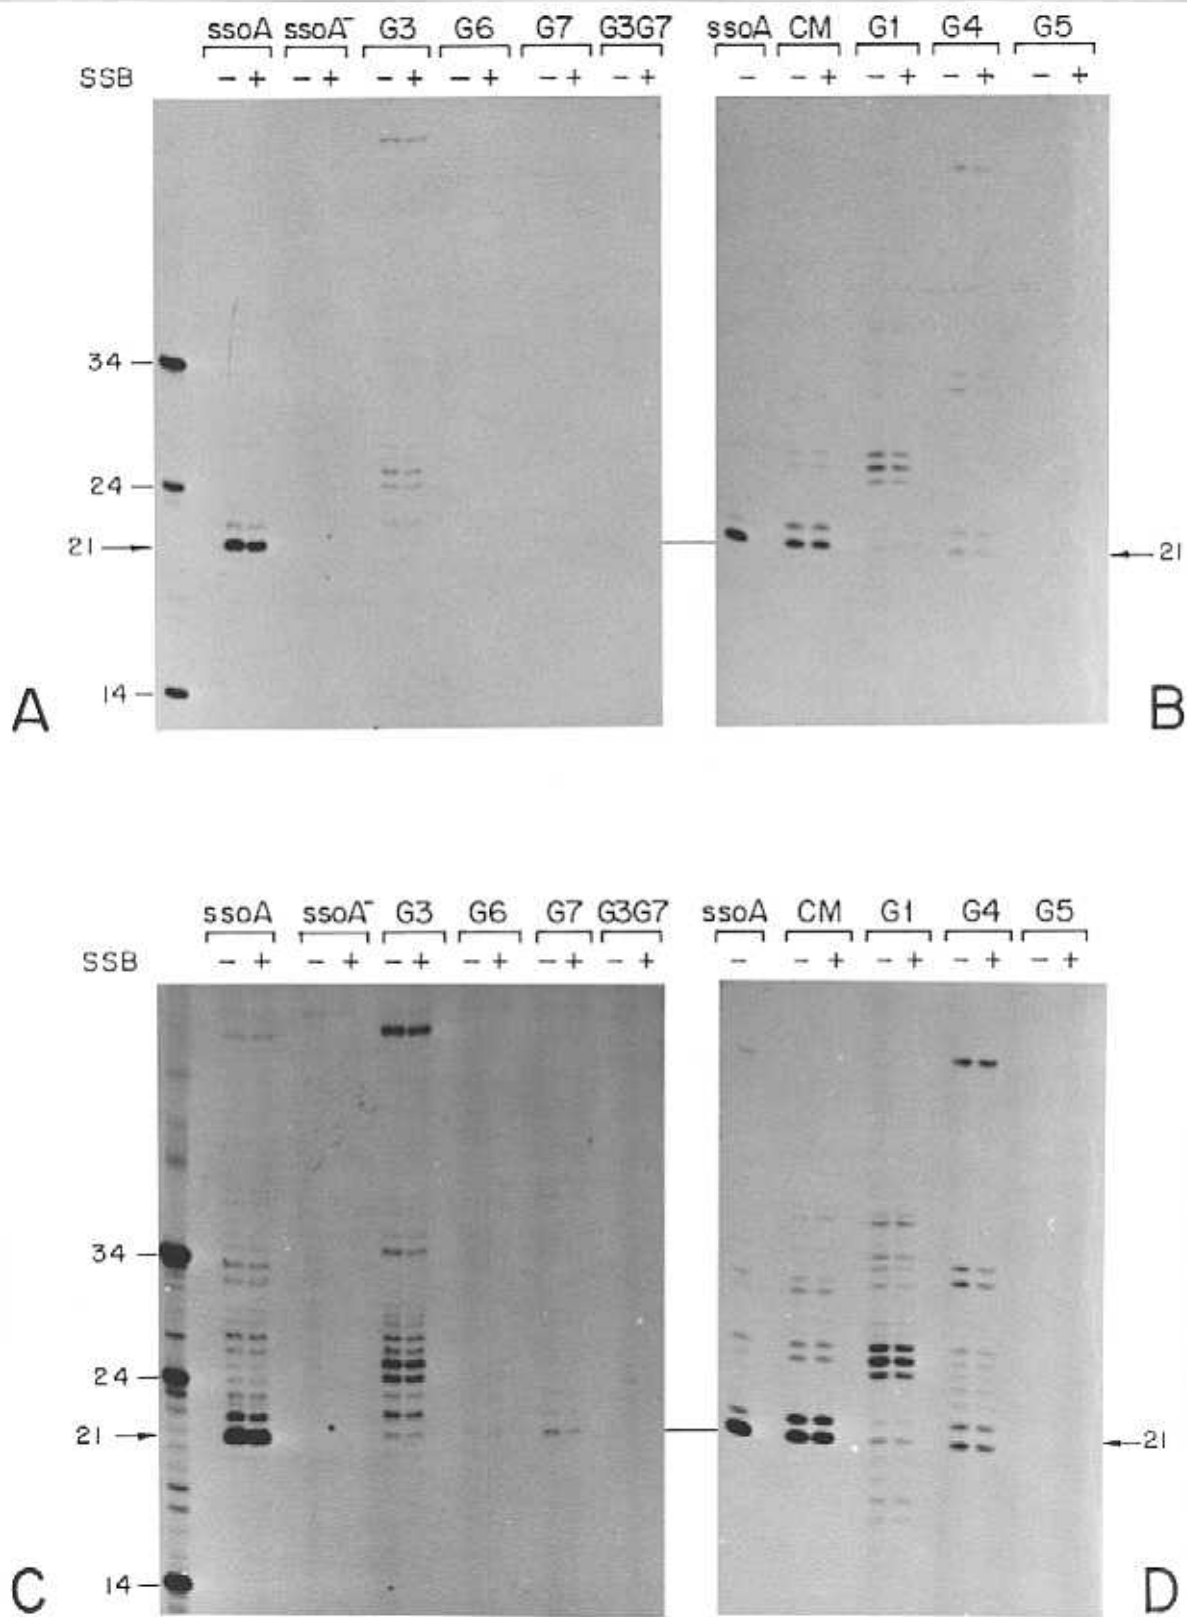 ssoA ssoA⁻ G3 G6 G7 G3G7
SSB - + - + - + - + - + - +
34
24
21
14
A
ssoA CM G1 G4 G5
- - + - + - + - +
21
B
ssoA ssoA⁻ G3 G6 G7 G3G7
SSB - + - + - + - + - + - +
34
24
21
14
C
ssoA CM G1 G4 G5
- - + - + - + - +
21
D